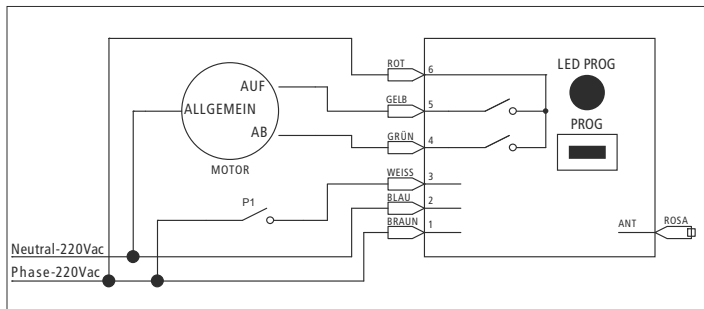 ROT
6
LED PROG
AUF
GELB
5
ALLGEMEIN
PROG
AB
GRÜN
4
MOTOR
WEISS
3
P1
BLAU
2
BRAUN
1
ANT
ROSA
Neutral-220Vac
Phase-220Vac